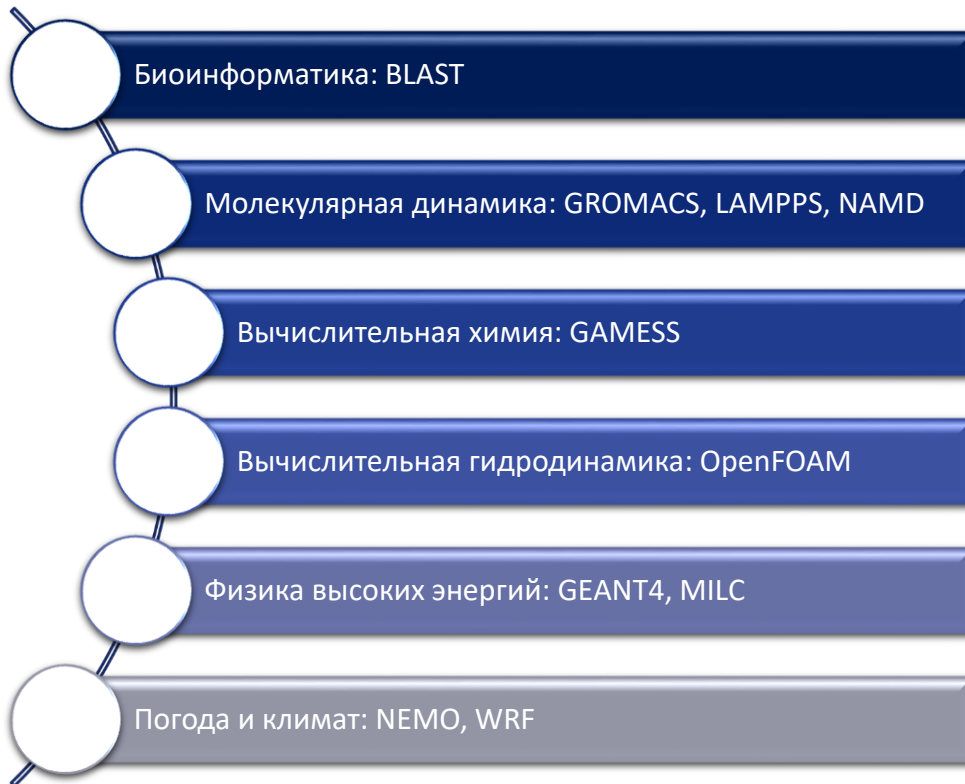 Биоинформатика: BLAST
Молекулярная динамика: GROMACS, LAMPPS, NAMD
Вычислительная химия: GAMESS
Вычислительная гидродинамика: OpenFOAM
Физика высоких энергий: GEANT4, MILC
Погода и климат: NEMO, WRF